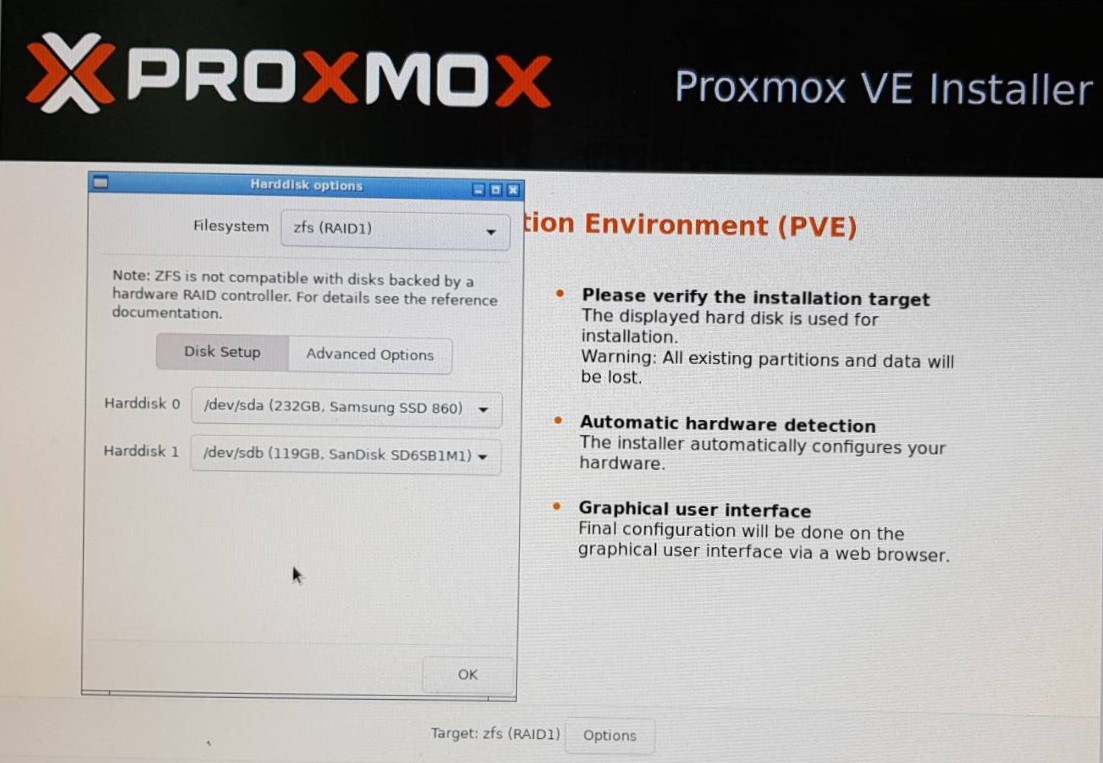 PROXMOX
Proxmox VE Installer
Harddisk options
Filesystem zfs (RAID1)
Note: ZFS is not compatible with disks backed by a
hardware RAID controller. For details see the reference
documentation.
Disk Setup Advanced Options
Harddisk 0 /dev/sda (232GB, Samsung SSD 860)
Harddisk 1 /dev/sdb (119GB, SanDisk SD6SB1M1)
OK
tion Environment (PVE)
Please verify the installation target
The displayed hard disk is used for
installation.
Warning: All existing partitions and data will
be lost.
Automatic hardware detection
The installer automatically configures your
hardware.
Graphical user interface
Final configuration will be done on the
graphical user interface via a web browser.
Target: zfs (RAID1) Options